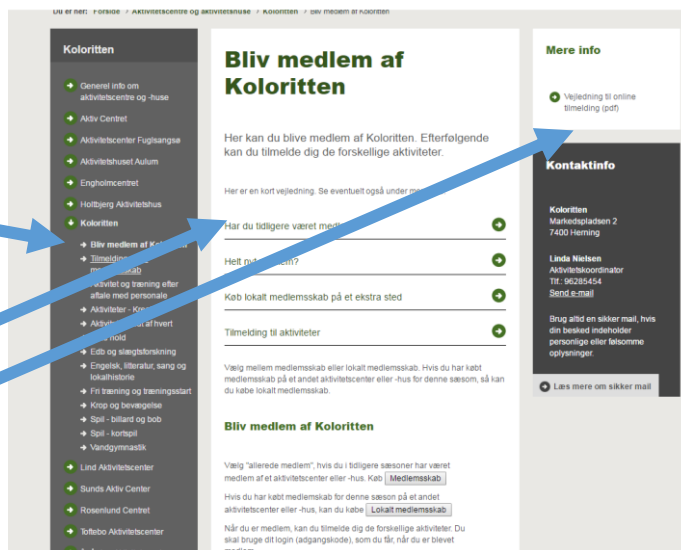 Du er her: Forside > Aktivitetscentre og aktivitetshuse > Koloritten > Bliv medlem af Koloritten
Koloritten
Generel info om
aktivitetscentre og -huse
Aktiv Centret
Aktivitetscenter Fuglsangsø
Aktivitetshuset Aulum
Engholmcentret
Holtbjerg Aktivitetshus
Koloritten
Bliv medlem af
Tilmelding
Aktivitet og træning efter
aftale med personale
Aktiviteter -
af hvert
hold
Edb og slægtsforskning
Engelsk, litteratur, sang og
lokalhistorie
Fri træning og træningsstart
Krop og bevægelse
Spil - billard og bob
Spil - kortspil
Vandgymnastik
Lind Aktivitetscenter
Sunds Aktiv Center
Rosenlund Centret
Toftebo Aktivitetscenter
Bliv medlem af
Koloritten
Her kan du blive medlem af Koloritten. Efterfølgende
kan du tilmelde dig de forskellige aktiviteter.
Her er en kort vejledning. Se eventuelt også under
Har du tidligere været
Helt
Køb lokalt medlemsskab på et ekstra sted
Tilmelding til aktiviteter
Vælg mellem medlemsskab eller lokalt medlemsskab. Hvis du har købt
medlemsskab på et andet aktivitetscenter eller -hus for denne sæson, så kan
du købe lokalt medlemsskab.
Bliv medlem af Koloritten
Vælg "allerede medlem", hvis du i tidligere sæsoner har været
medlem af et aktivitetscenter eller -hus. Køb Medlemsskab
Hvis du har købt medlemskab for denne sæson på et andet
aktivitetscenter eller -hus, kan du købe Lokalt medlemsskab
Når du er medlem, kan du tilmelde dig de forskellige aktiviteter. Du
skal bruge dit login (adgangskode), som du får, når du er blevet
medlem
Mere info
Vejledning til online
tilmelding (pdf)
Kontaktinfo
Koloritten
Markedspladsen 2
7400 Herning
Linda Nielsen
Aktivitetskoordinator
Tlf.: 96285454
Send e-mail
Brug altid en sikker mail, hvis
din besked indeholder
personlige eller følsomme
oplysninger.
Læs mere om sikker mail